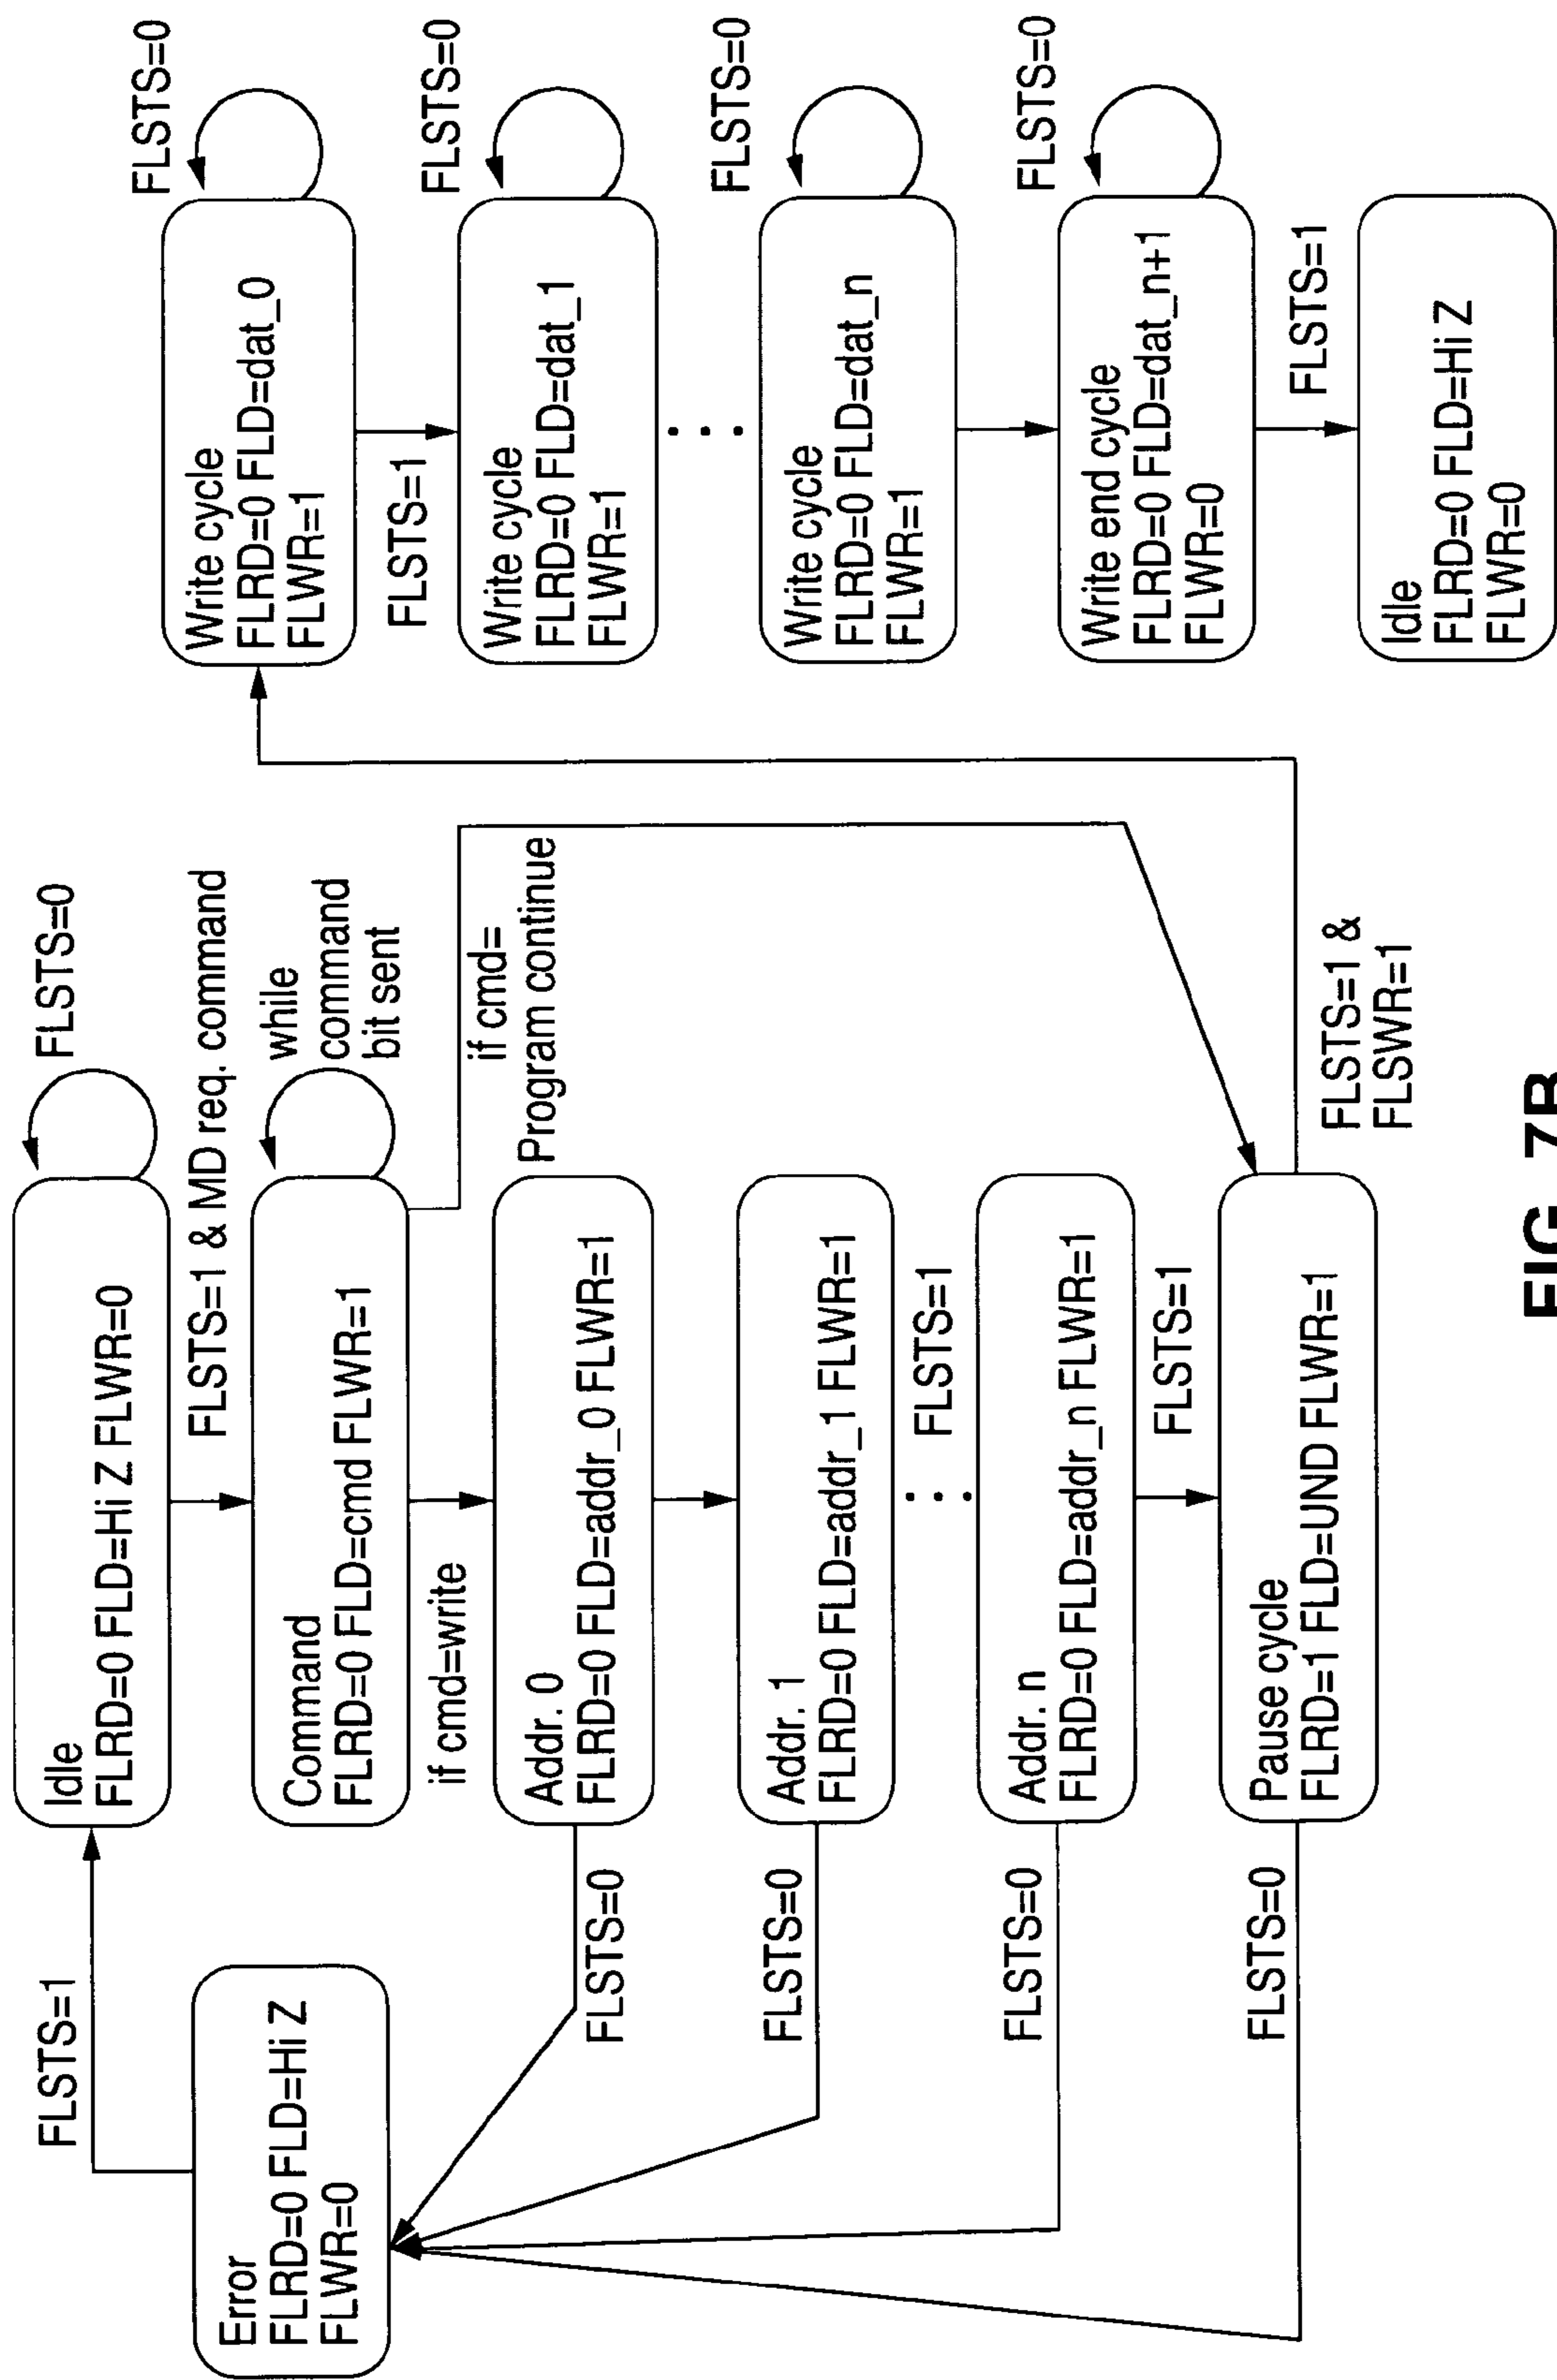 FLSTS=1
Error
FLRD=0 FLD=Hi Z
FLWR=0
Idle
FLRD=0 FLD=Hi Z FLWR=0
FLSTS=0
FLSTS=1 & MD req. command
Command
FLRD=0 FLD=cmd FLWR=1
while
command
bit sent
if cmd=write
if cmd=
Program continue
Addr. 0
FLRD=0 FLD=addr_0 FLWR=1
FLSTS=0
Addr. 1
FLRD=0 FLD=addr_1 FLWR=1
FLSTS=0
FLSTS=1
Addr. n
FLRD=0 FLD=addr_n FLWR=1
FLSTS=0
FLSTS=1
Pause cycle
FLRD=1 FLD=UND FLWR=1
FLSTS=0
FLSTS=1 &
FLSWR=1
Write cycle
FLRD=0 FLD=dat_0
FLWR=1
FLSTS=0
FLSTS=1
Write cycle
FLRD=0 FLD=dat_1
FLWR=1
FLSTS=0
Write cycle
FLRD=0 FLD=dat_n
FLWR=1
FLSTS=0
Write end cycle
FLRD=0 FLD=dat_n+1
FLWR=0
FLSTS=0
FLSTS=1
Idle
FLRD=0 FLD=Hi Z
FLWR=0
FIG. 7B